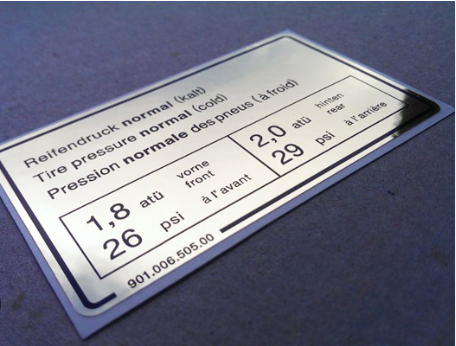 Reifendruck normal (kalt)
Tire pressure normal (cold)
Pression normale des pneus (à froid)
1,8 atü vorne
26 psi front
à l'avant
2,0 atü hinten
29 psi rear
à l'arrière
901.006.505.00